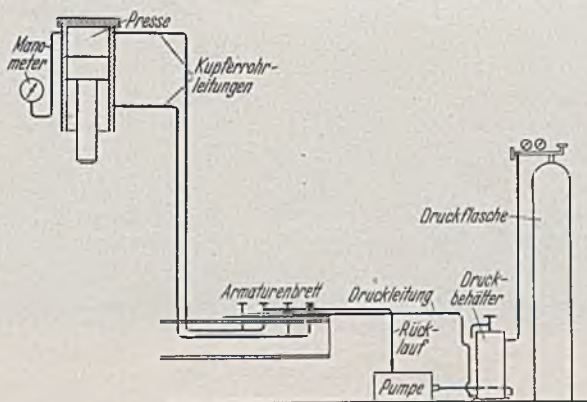 Presse
Mano-
meter
Kupferrohr-
leitungen
Druckflasche
Armaturenbrett
Druckleitung
Druck-
behälter
Rück-
lauf
Pumpe